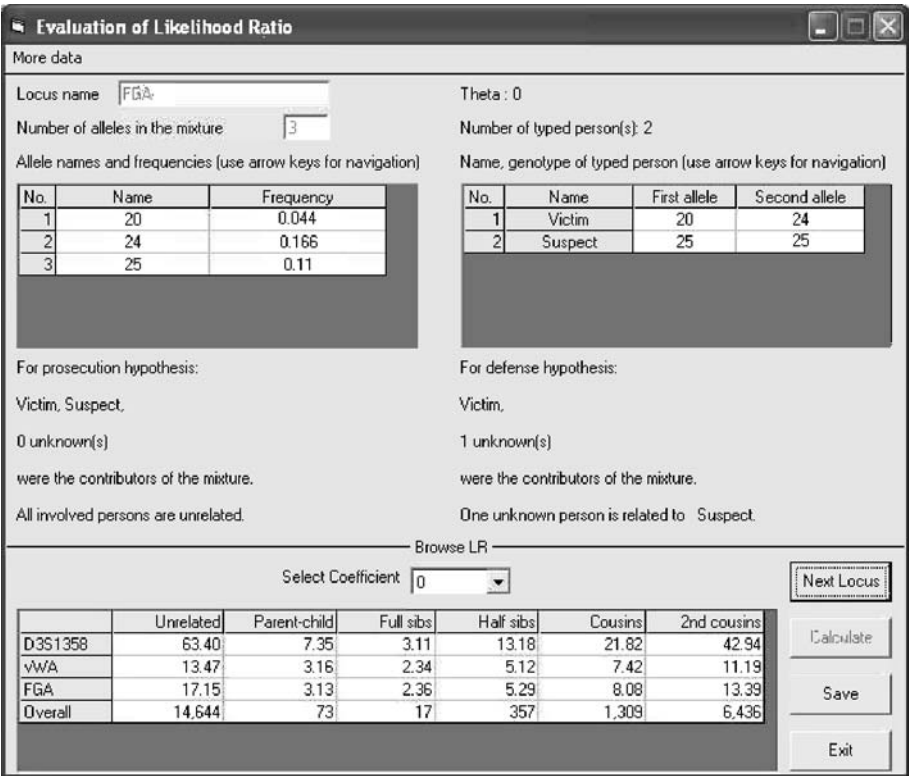 Evaluation of Likelihood Ratio
More data
Locus name FGA
Number of alleles in the mixture 3
Allele names and frequencies (use arrow keys for navigation)
No. Name Frequency
1 20 0.044
2 24 0.166
3 25 0.11
Theta : 0
Number of typed person(s): 2
Name, genotype of typed person (use arrow keys for navigation)
No. Name First allele Second allele
1 Victim 20 24
2 Suspect 25 25
For prosecution hypothesis:
Victim, Suspect,
0 unknown(s)
were the contributors of the mixture.
All involved persons are unrelated.
For defense hypothesis:
Victim,
1 unknown(s)
were the contributors of the mixture.
One unknown person is related to Suspect.
Browse LR
Select Coefficient 0
Unrelated Parent-child Full sibs Half sibs Cousins 2nd cousins
D3S1358 63.40 7.35 3.11 13.18 21.82 42.94
vWA 13.47 3.16 2.34 5.12 7.42 11.19
FGA 17.15 3.13 2.36 5.29 8.08 13.39
Overall 14,644 73 17 357 1,309 6,436
Next Locus
Calculate
Save
Exit